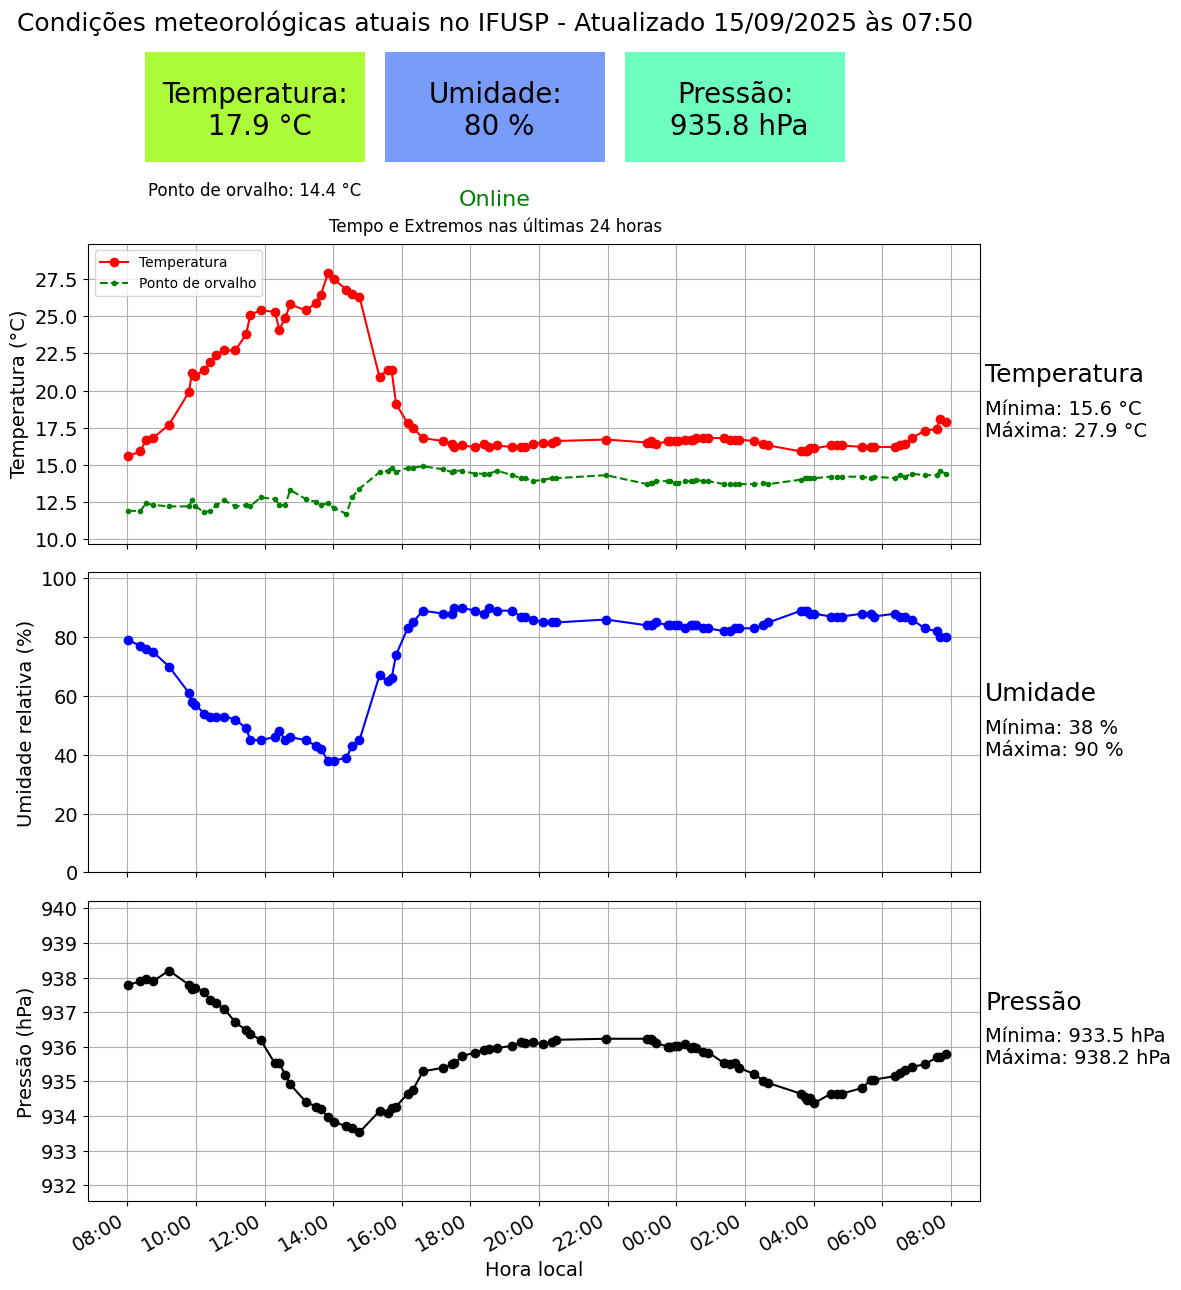 Condições meteorológicas atuais no IFUSP - Atualizado 15/09/2025 às 07:50
Temperatura:
17.9 °C
Umidade:
80 %
Pressão:
935.8 hPa
Ponto de orvalho: 14.4 °C
Online
Tempo e Extremos nas últimas 24 horas
Temperatura
Ponto de orvalho
Temperatura (°C)
27.5
25.0
22.5
20.0
17.5
15.0
12.5
10.0
Temperatura
Mínima: 15.6 °C
Máxima: 27.9 °C
Umidade relativa (%)
100
80
60
40
20
0
Umidade
Mínima: 38 %
Máxima: 90 %
Pressão (hPa)
940
939
938
937
936
935
934
933
932
Pressão
Mínima: 933.5 hPa
Máxima: 938.2 hPa
08:00 10:00 12:00 14:00 16:00 18:00 20:00 22:00 00:00 02:00 04:00 06:00 08:00
Hora local